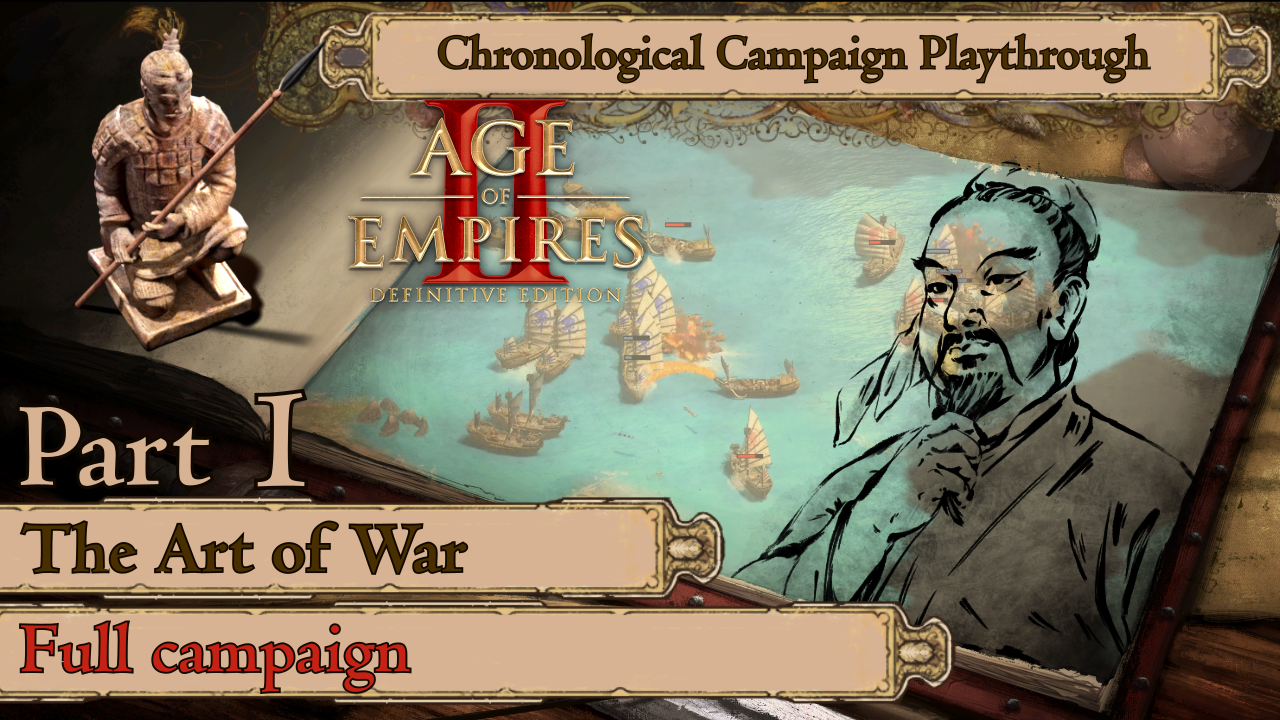 Chronological Campaign Playthrough
AGE
OF
EMPIRES
II
DEFINITIVE EDITION
Part I
The Art of War
Full campaign